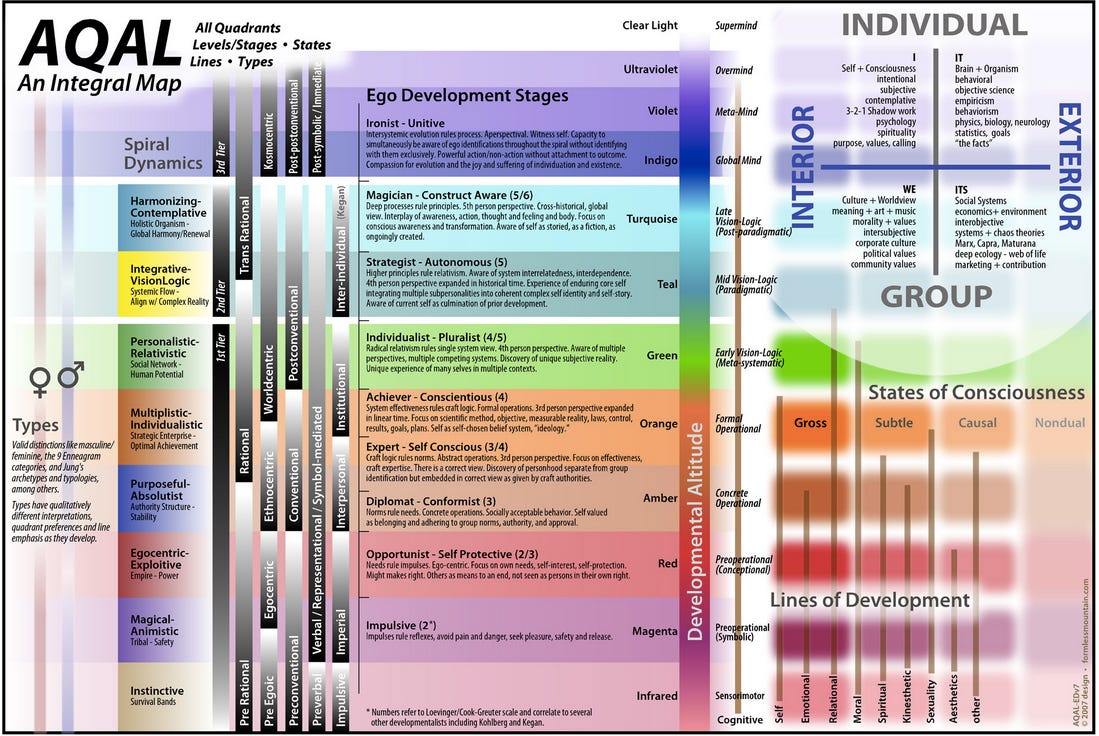 AQAL
An Integral Map
All Quadrants
Levels/Stages • States
Lines • Types
Spiral
Dynamics
Harmonizing-
Contemplative
Holistic Organism -
Global Harmony/Renewal
Integrative-
VisionLogic
Systemic Flow -
Align w/ Complex Reality
Personalistic-
Relativistic
Social Network -
Human Potential
Multiplistic-
Individualistic
Strategic Enterprise -
Optimal Achievement
Purposeful-
Absolutist
Authority Structure -
Stability
Egocentric-
Exploitive
Empire - Power
Magical-
Animistic
Tribal - Safety
Instinctive
Survival Bands
♀ ♂
Types
Valid distinctions like masculine/
feminine, the 9 Enneagram
categories, and Jung's
archetypes and typologies,
among others.
Types have qualitatively
different interpretations,
quadrant preferences and line
emphasis as they develop.
3rd Tier
2nd Tier
1st Tier
Trans Rational
Rational
Pre Rational
Kosmocentric
Worldcentric
Ethnocentric
Egocentric
Pre Egoic
Post-postconventional
Postconventional
Conventional
Preconventional
Post-symbolic / Immediate
Verbal / Representational / Symbol-mediated
Preverbal
Inter-individual (Kegan)
Institutional
Interpersonal
Imperial
Impulsive
Ego Development Stages
Ironist - Unitive
Intersystemic evolution rules process. Aperspectival. Witness self. Capacity to
simultaneously be aware of ego identifications throughout the spiral without identifying
with them exclusively. Powerful action/non-action without attachment to outcome.
Compassion for evolution and the joy and suffering of individuation and existence.
Magician - Construct Aware (5/6)
Deep processes rule principles. 5th person perspective. Cross-historical, global
view. Interplay of awareness, action, thought and feeling and body. Focus on
conscious awareness and transformation. Aware of self as storied, as a fiction, as
ongoingly created.
Strategist - Autonomous (5)
Higher principles rule relativism. Aware of system interrelatedness, interdependence.
4th person perspective expanded in historical time. Experience of enduring core self
integrating multiple subpersonalities into coherent complex self identity and self-story.
Aware of current self as culmination of prior development.
Individualist - Pluralist (4/5)
Radical relativism rules single system view. 4th person perspective. Aware of multiple
perspectives, multiple competing systems. Discovery of unique subjective reality.
Unique experience of many selves in multiple contexts.
Achiever - Conscientious (4)
System effectiveness rules craft logic. Formal operations. 3rd person perspective expanded
in linear time. Focus on scientific method, objective, measurable reality, laws, control,
results, goals, plans. Self as self-chosen belief system, "ideology."
Expert - Self Conscious (3/4)
Craft logic rules norms. Abstract operations. 3rd person perspective. Focus on effectiveness,
craft expertise. There is a correct view. Discovery of personhood separate from group
identification but embedded in correct view as given by craft authorities.
Diplomat - Conformist (3)
Norms rule needs. Concrete operations. Socially acceptable behavior. Self valued
as belonging and adhering to group norms, authority, and approval.
Opportunist - Self Protective (2/3)
Needs rule impulses. Ego-centric. Focus on own needs, self-interest, self-protection.
Might makes right. Others as means to an end, not seen as persons in their own right.
Impulsive (2*)
Impulses rule reflexes, avoid pain and danger, seek pleasure, safety and release.
* Numbers refer to Loevinger/Cook-Greuter scale and correlate to several
other developmentalists including Kohlberg and Kegan.
Clear Light
Ultraviolet
Violet
Indigo
Turquoise
Teal
Green
Orange
Amber
Red
Magenta
Infrared
Developmental Altitude
Supermind
Overmind
Meta-Mind
Global Mind
Late
Vision-Logic
(Post-paradigmatic)
Mid Vision-Logic
(Paradigmatic)
Early Vision-Logic
(Meta-systematic)
Formal
Operational
Concrete
Operational
Preoperational
(Conceptional)
Preoperational
(Symbolic)
Sensorimotor
Cognitive
INDIVIDUAL
INTERIOR
EXTERIOR
GROUP
I
Self + Consciousness
intentional
subjective
contemplative
3-2-1 Shadow work
psychology
spirituality
purpose, values, calling
IT
Brain + Organism
behavioral
objective science
empiricism
behaviorism
physics, biology, neurology
statistics, goals
"the facts"
WE
Culture + Worldview
meaning + art + music
morality + values
intersubjective
corporate culture
political values
community values
ITS
Social Systems
economics+ environment
interobjective
systems + chaos theories
Marx, Capra, Maturana
deep ecology - web of life
marketing + contribution
States of Consciousness
Gross
Subtle
Causal
Nondual
Lines of Development
Self
Emotional
Relational
Moral
Spiritual
Kinesthetic
Sexuality
Aesthetics
other
AQAL-EDv7
© 2007 design • formlessmountain.com